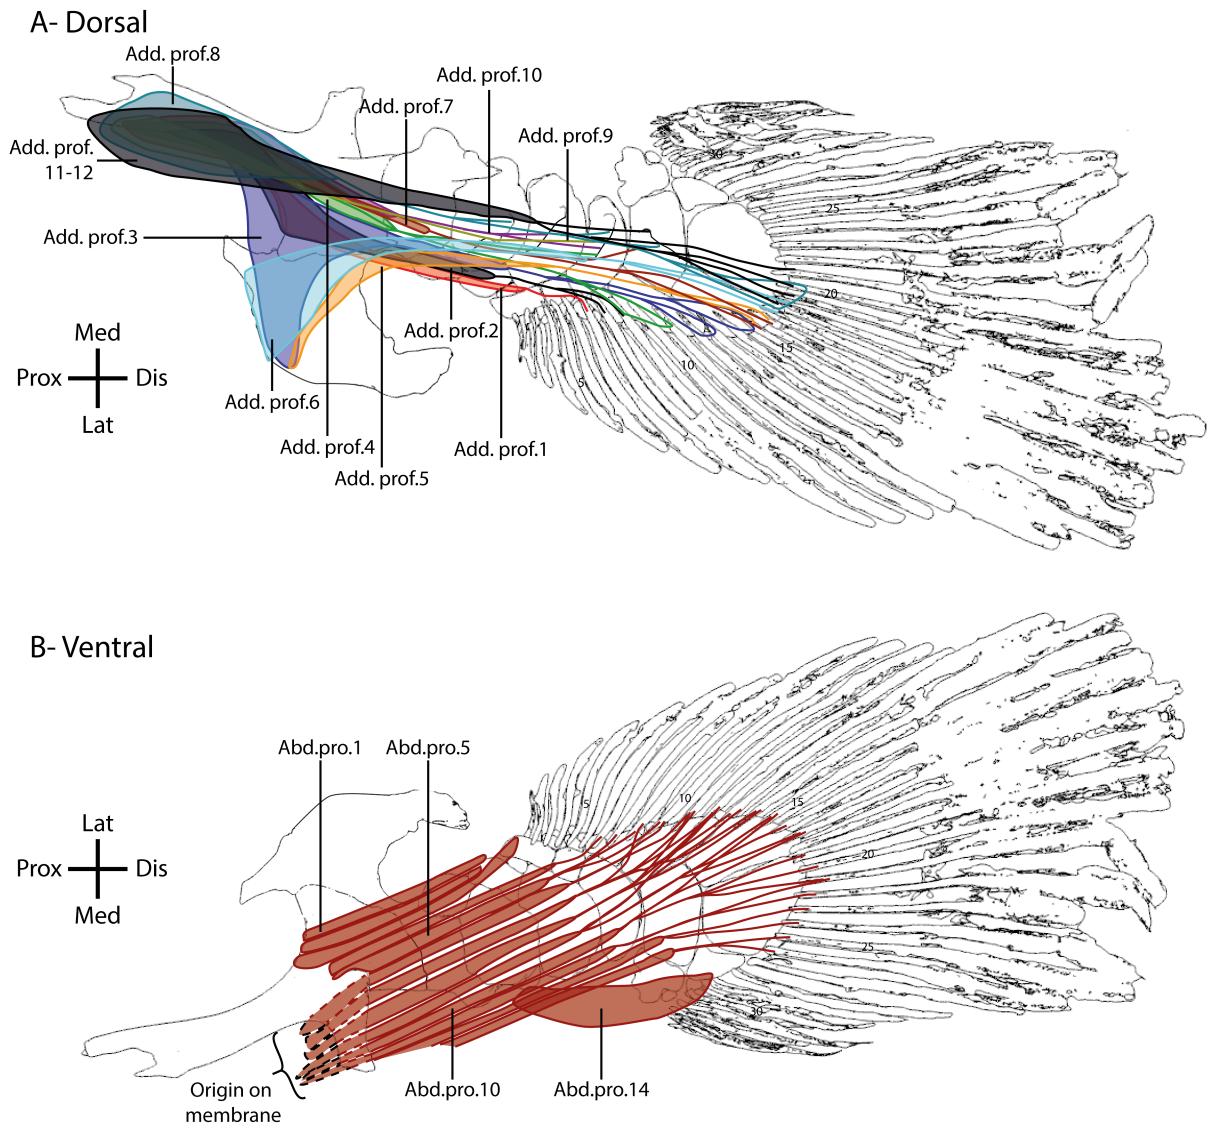 A- Dorsal
Add. prof.8
Add. prof.10
Add. prof.7
Add. prof.9
Add. prof.
11-12
Add. prof.3
30
25
20
15
10
5
Add. prof.2
Med
Prox
Dis
Lat
Add. prof.6
Add. prof.4
Add. prof.1
Add. prof.5
B- Ventral
Abd.pro.1
Abd.pro.5
5
10
15
20
25
30
Lat
Prox
Dis
Med
Origin on
membrane
Abd.pro.10
Abd.pro.14